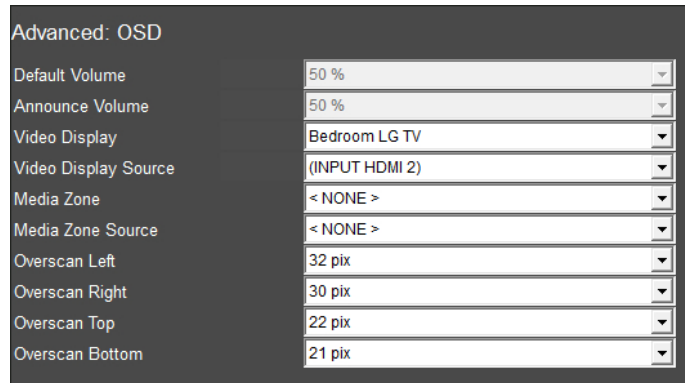 Advanced: OSD
Default Volume 50 %
Announce Volume 50 %
Video Display Bedroom LG TV
Video Display Source (INPUT HDMI 2)
Media Zone < NONE >
Media Zone Source < NONE >
Overscan Left 32 pix
Overscan Right 30 pix
Overscan Top 22 pix
Overscan Bottom 21 pix